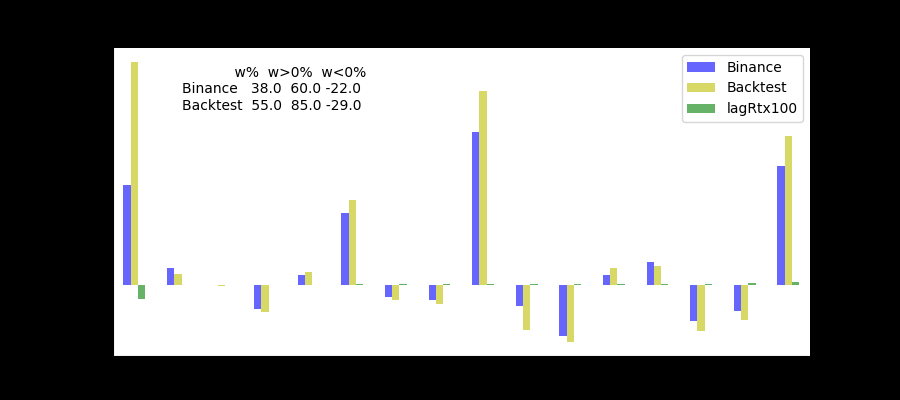 w% w>0% w<0%
Binance 38.0 60.0 -22.0
Backtest 55.0 85.0 -29.0
Binance
Backtest
lagRtx100